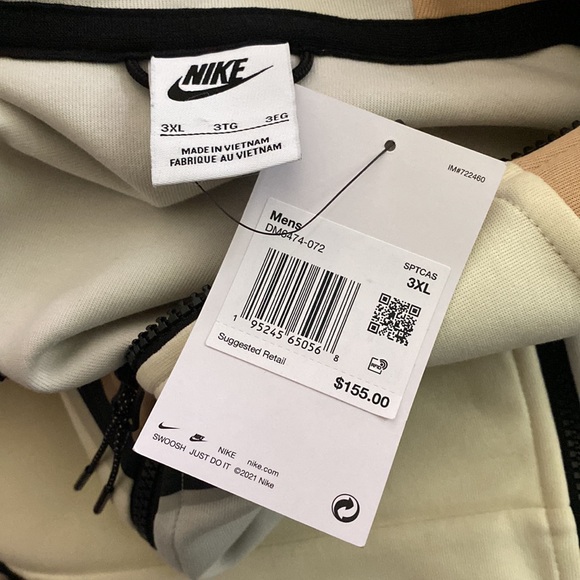 NIKE
3XL 3TG 3EG
MADE IN VIETNAM
FABRIQUE AU VIETNAM
IM#722460
Mens
DM6474-072
SPTCAS
3XL
1 95245 65056 8
RFID
Suggested Retail
$155.00
NIKE
SWOOSH JUST DO IT nike.com
©2021 Nike